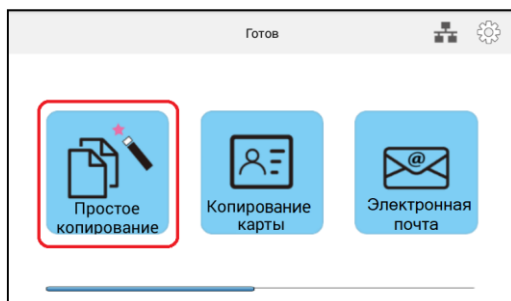 Готов
Простое
копирование
Копирование
карты
@
Электронная
почта